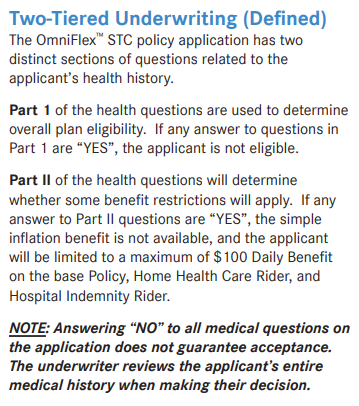 Two-Tiered Underwriting (Defined)
The OmniFlex™ STC policy application has two
distinct sections of questions related to the
applicant's health history.
Part 1 of the health questions are used to determine
overall plan eligibility.  If any answer to questions in
Part 1 are “YES”, the applicant is not eligible.
Part II of the health questions will determine
whether some benefit restrictions will apply.  If any
answer to Part II questions are “YES”, the simple
inflation benefit is not available, and the applicant
will be limited to a maximum of $100 Daily Benefit
on the base Policy, Home Health Care Rider, and
Hospital Indemnity Rider.
NOTE: Answering “NO” to all medical questions on
the application does not guarantee acceptance.
The underwriter reviews the applicant's entire
medical history when making their decision.